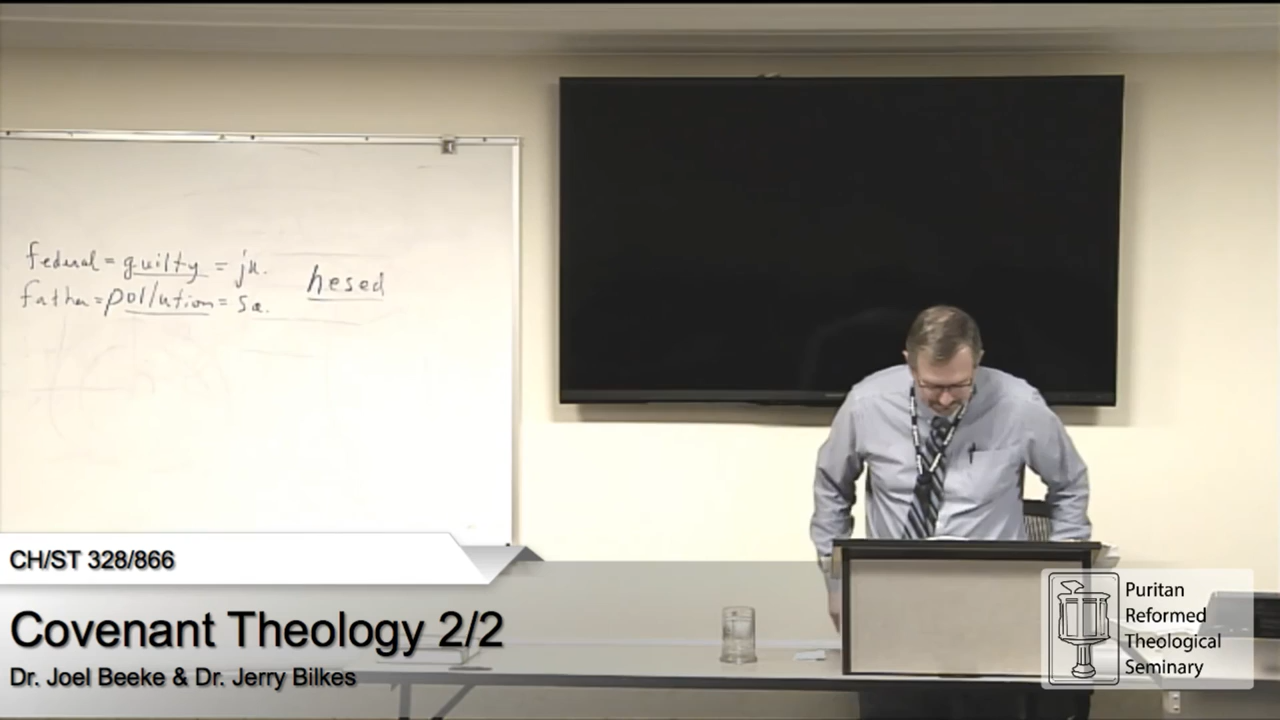 federal = guilty = ju.
father = pollution = sa.
hesed
CH/ST 328/866
Covenant Theology 2/2
Dr. Joel Beeke & Dr. Jerry Bilkes
Puritan
Reformed
Theological
Seminary